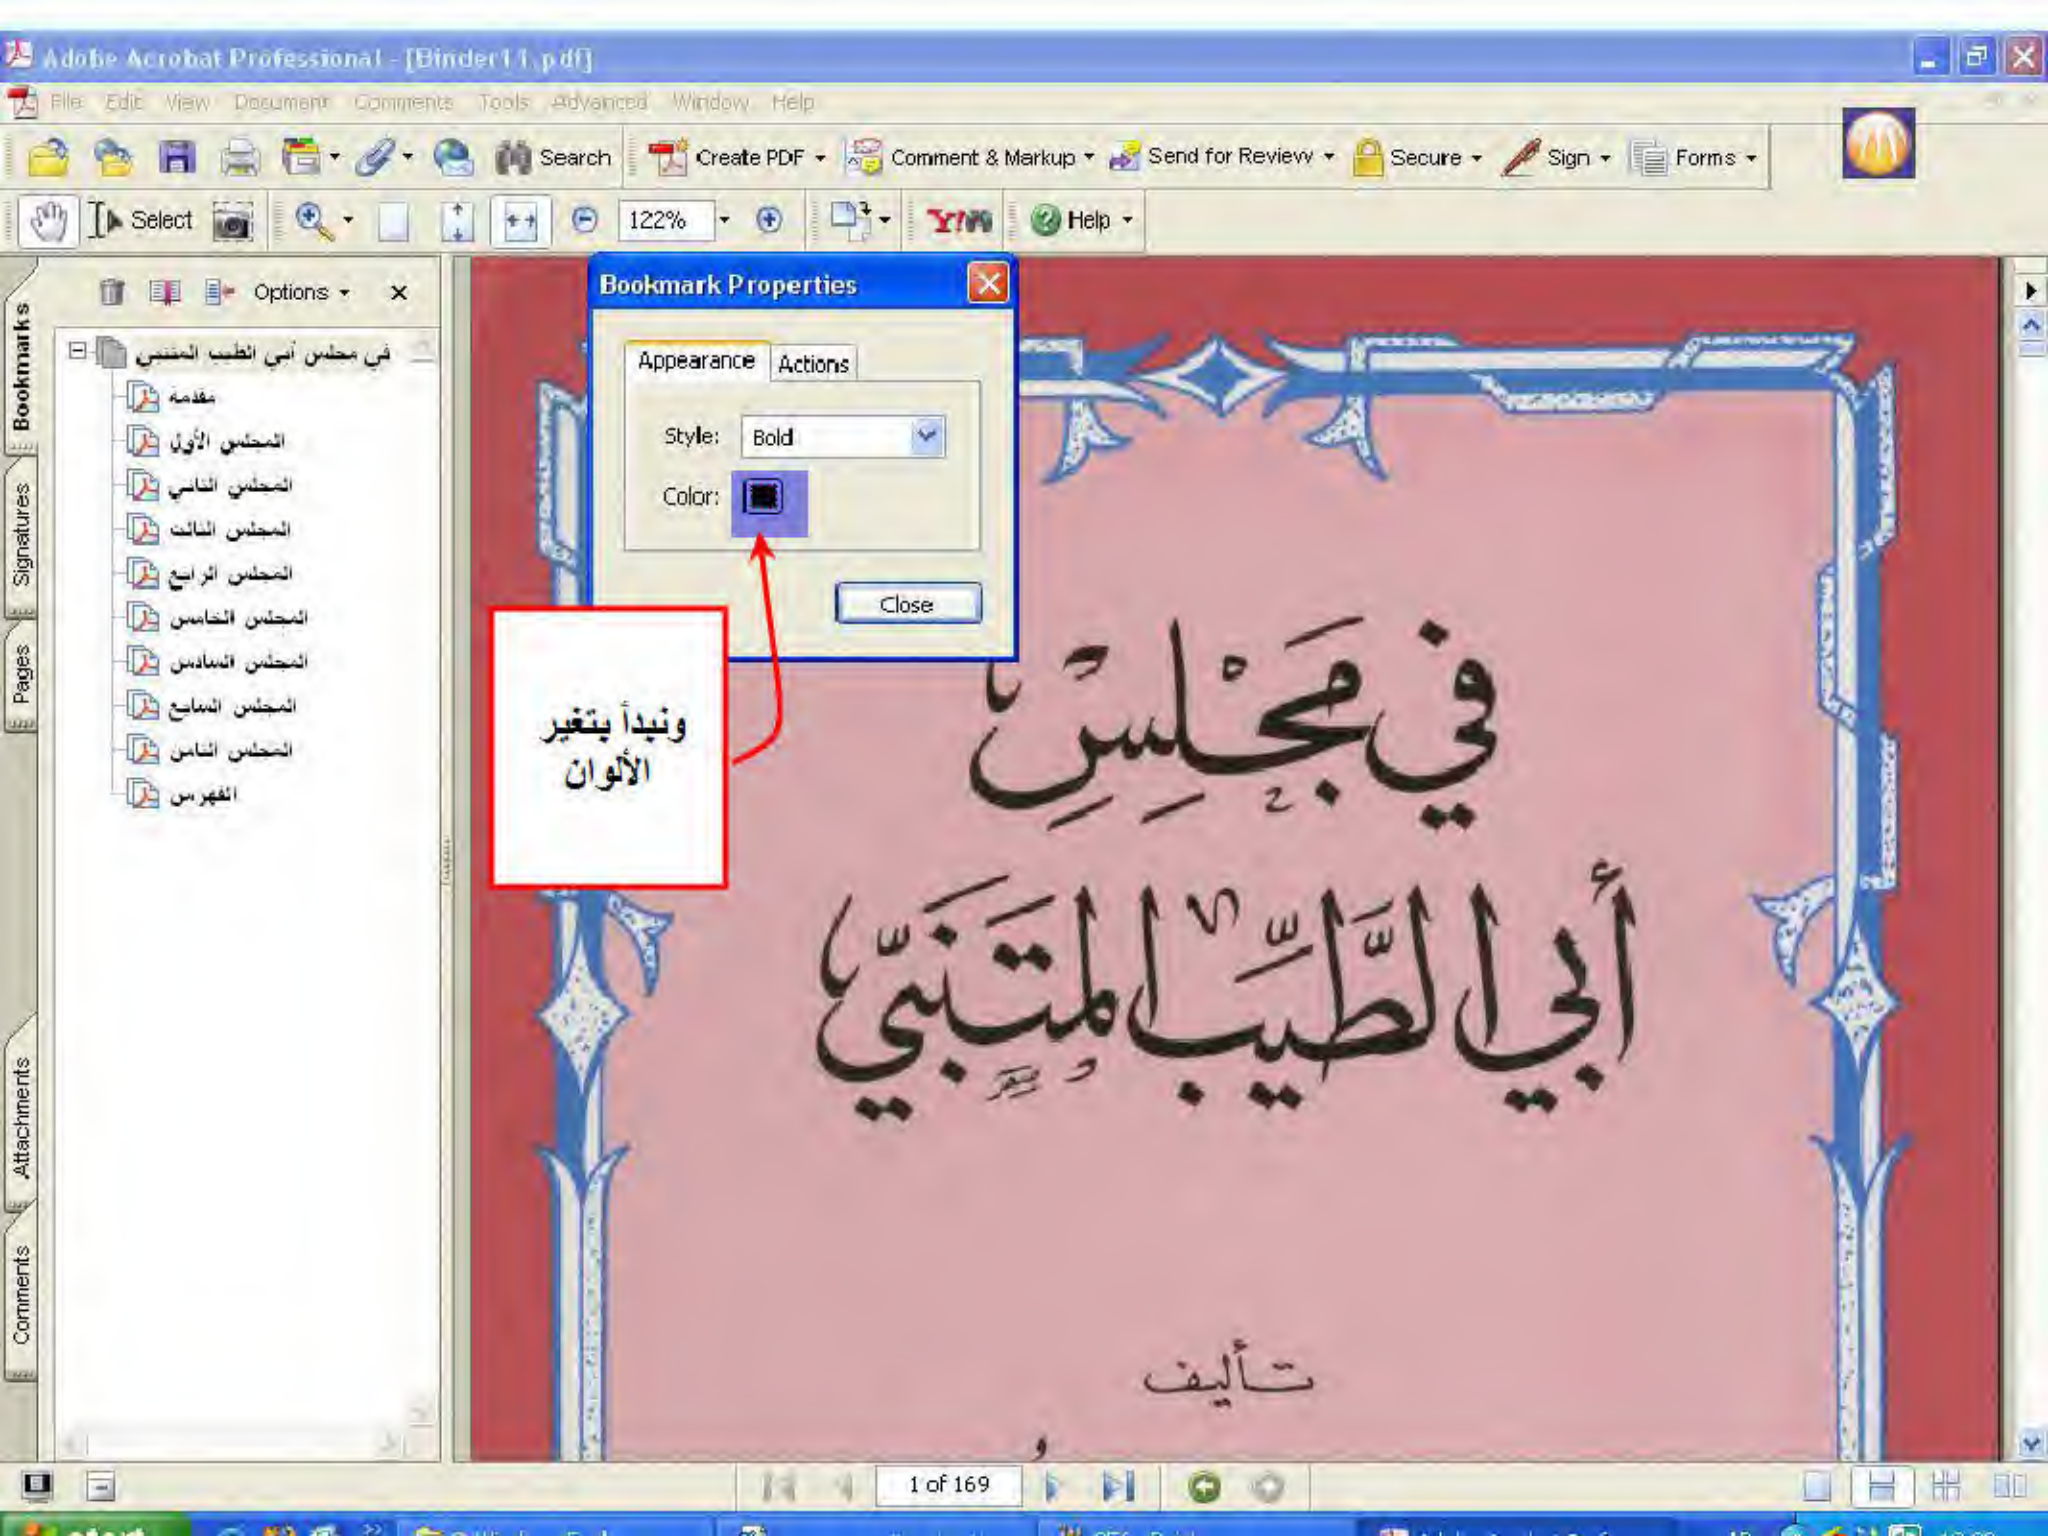 Adobe Acrobat Professional - [Binder11.pdf]
File Edit View Document Comments Tools Advanced Window Help
Search Create PDF Comment & Markup Send for Review Secure Sign Forms
Select 122% Y! Help
Options
Bookmarks
Signatures
Pages
Attachments
Comments
في مجلس أبي الطيب المتنبي
مقدمة
المجلس الأول
المجلس الثاني
المجلس الثالث
المجلس الرابع
المجلس الخامس
المجلس السادس
المجلس السابع
المجلس الثامن
الفهرس
Bookmark Properties
Appearance Actions
Style: Bold
Color:
Close
ونبدأ بتغير
الألوان
في مَجْلِسِ
أبي الطَّيِّب المتَنَبّي
تأليف
1 of 169
start